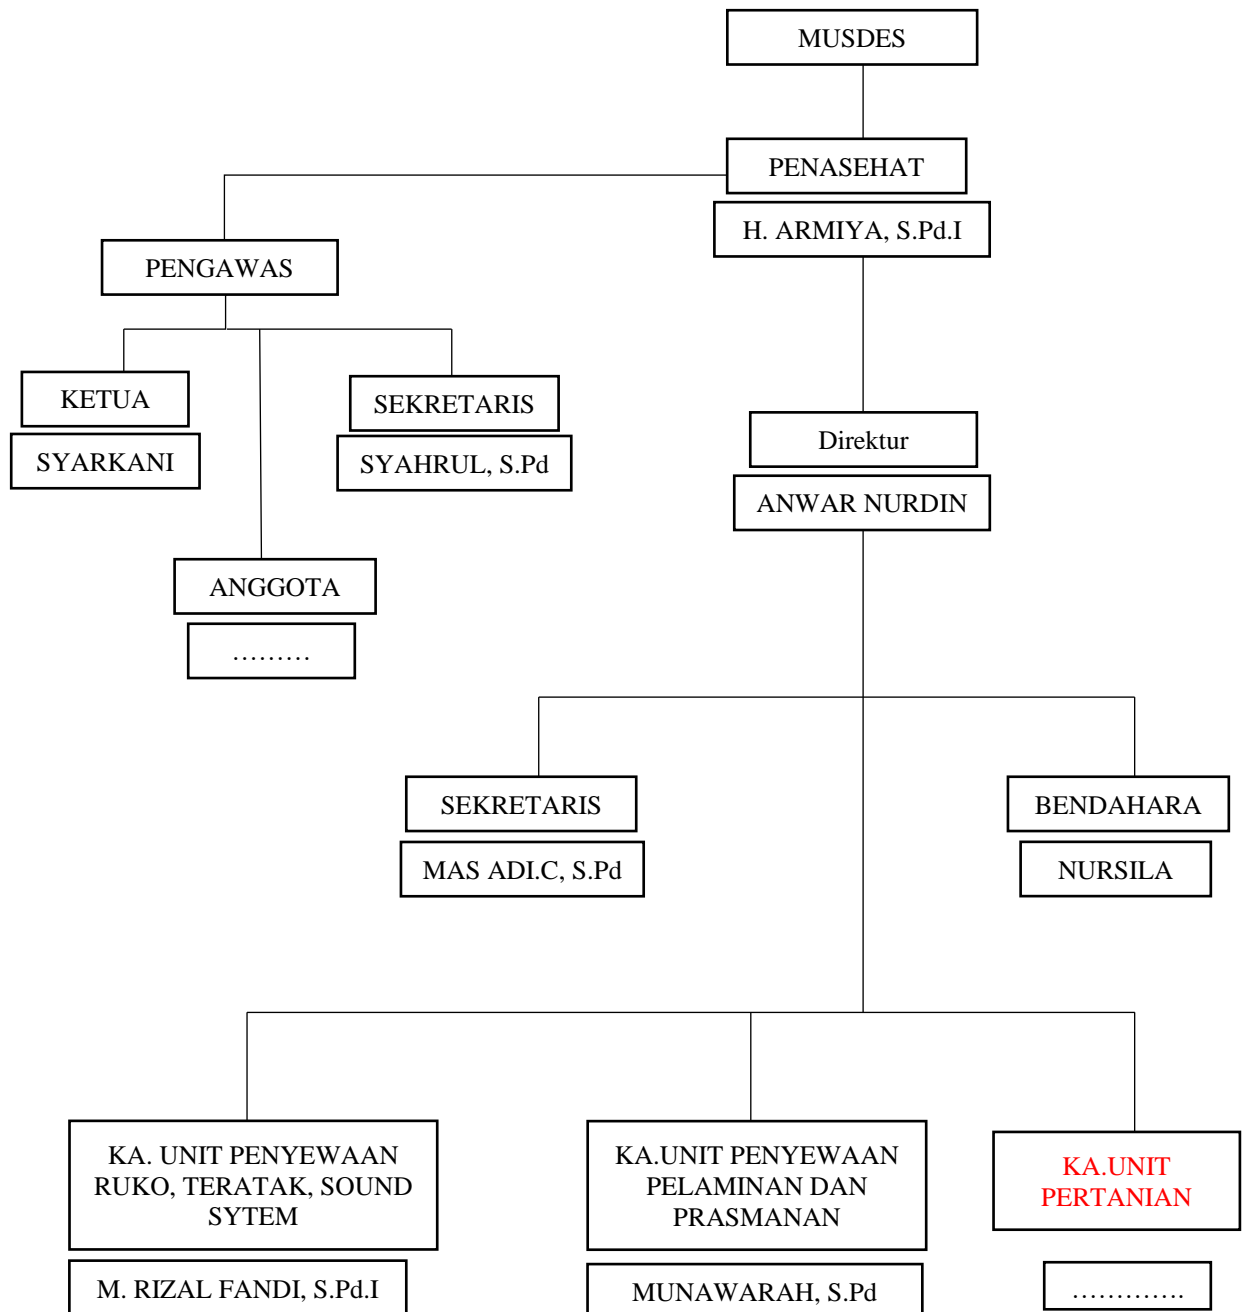 MUSDES
PENASEHAT
H. ARMIYA, S.Pd.I
PENGAWAS
KETUA
SYARKANI
SEKRETARIS
SYAHRUL, S.Pd
Direktur
ANWAR NURDIN
ANGGOTA
………
SEKRETARIS
MAS ADI.C, S.Pd
BENDAHARA
NURSILA
KA. UNIT PENYEWAAN
RUKO, TERATAK, SOUND
SYTEM
M. RIZAL FANDI, S.Pd.I
KA.UNIT PENYEWAAN
PELAMINAN DAN
PRASMANAN
MUNAWARAH, S.Pd
KA.UNIT
PERTANIAN
………….